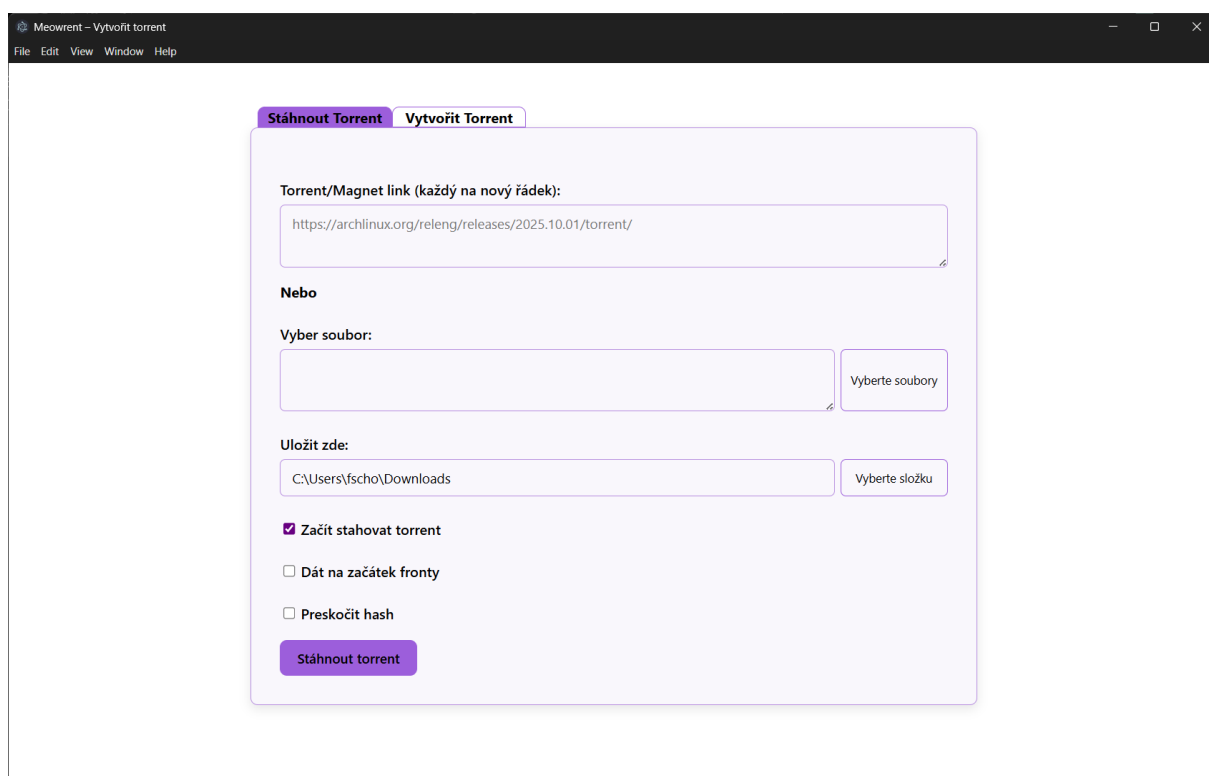 Meowrent – Vytvořit torrent
File Edit View Window Help
Stáhnout Torrent Vytvořit Torrent
Torrent/Magnet link (každý na nový řádek):
https://archlinux.org/releng/releases/2025.10.01/torrent/
Nebo
Vyber soubor:
Vyberte soubory
Uložit zde:
C:\Users\fscho\Downloads
Vyberte složku
Začít stahovat torrent
Dát na začátek fronty
Preskočit hash
Stáhnout torrent